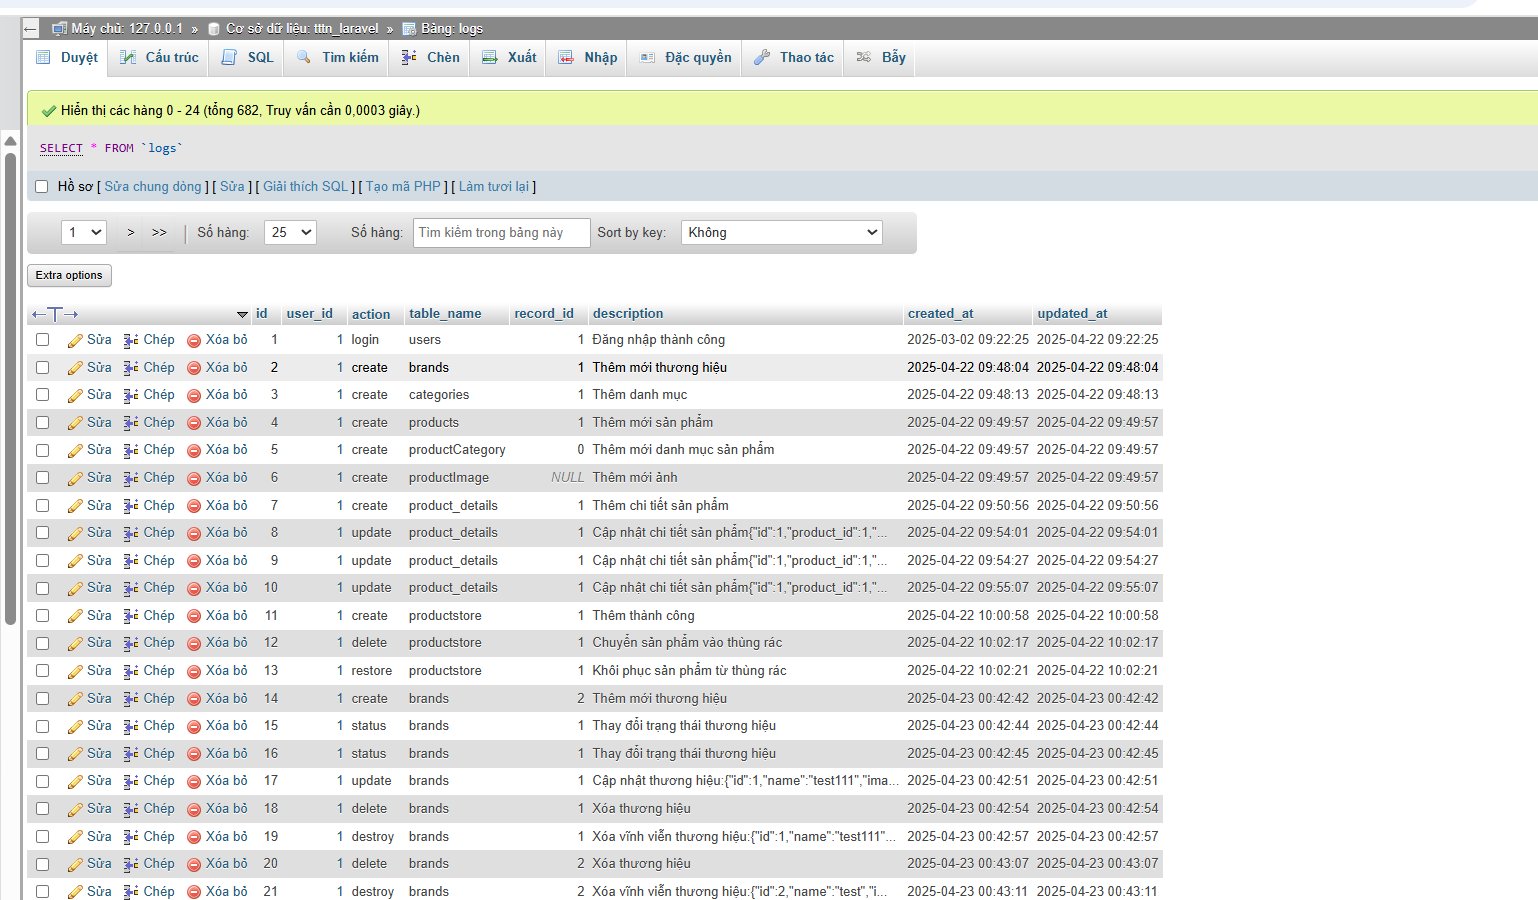 Máy chủ: 127.0.0.1 » Cơ sở dữ liệu: tttn_laravel » Bảng: logs
Duyệt Cấu trúc SQL Tìm kiếm Chèn Xuất Nhập Đặc quyền Thao tác Bẫy
Hiển thị các hàng 0 - 24 (tổng 682, Truy vấn cần 0,0003 giây.)
SELECT * FROM `logs`
Hồ sơ [ Sửa chung dòng ] [ Sửa ] [ Giải thích SQL ] [ Tạo mã PHP ] [ Làm tươi lại ]
1 > >> | Số hàng: 25 Số hàng: Tìm kiếm trong bảng này Sort by key: Không
Extra options
←T→ id user_id action table_name record_id description created_at updated_at
Sửa Chép Xóa bỏ 1 1 login users 1 Đăng nhập thành công 2025-03-02 09:22:25 2025-04-22 09:22:25
Sửa Chép Xóa bỏ 2 1 create brands 1 Thêm mới thương hiệu 2025-04-22 09:48:04 2025-04-22 09:48:04
Sửa Chép Xóa bỏ 3 1 create categories 1 Thêm danh mục 2025-04-22 09:48:13 2025-04-22 09:48:13
Sửa Chép Xóa bỏ 4 1 create products 1 Thêm mới sản phẩm 2025-04-22 09:49:57 2025-04-22 09:49:57
Sửa Chép Xóa bỏ 5 1 create productCategory 0 Thêm mới danh mục sản phẩm 2025-04-22 09:49:57 2025-04-22 09:49:57
Sửa Chép Xóa bỏ 6 1 create productImage NULL Thêm mới ảnh 2025-04-22 09:49:57 2025-04-22 09:49:57
Sửa Chép Xóa bỏ 7 1 create product_details 1 Thêm chi tiết sản phẩm 2025-04-22 09:50:56 2025-04-22 09:50:56
Sửa Chép Xóa bỏ 8 1 update product_details 1 Cập nhật chi tiết sản phẩm{"id":1,"product_id":1,"... 2025-04-22 09:54:01 2025-04-22 09:54:01
Sửa Chép Xóa bỏ 9 1 update product_details 1 Cập nhật chi tiết sản phẩm{"id":1,"product_id":1,"... 2025-04-22 09:54:27 2025-04-22 09:54:27
Sửa Chép Xóa bỏ 10 1 update product_details 1 Cập nhật chi tiết sản phẩm{"id":1,"product_id":1,"... 2025-04-22 09:55:07 2025-04-22 09:55:07
Sửa Chép Xóa bỏ 11 1 create productstore 1 Thêm thành công 2025-04-22 10:00:58 2025-04-22 10:00:58
Sửa Chép Xóa bỏ 12 1 delete productstore 1 Chuyển sản phẩm vào thùng rác 2025-04-22 10:02:17 2025-04-22 10:02:17
Sửa Chép Xóa bỏ 13 1 restore productstore 1 Khôi phục sản phẩm từ thùng rác 2025-04-22 10:02:21 2025-04-22 10:02:21
Sửa Chép Xóa bỏ 14 1 create brands 2 Thêm mới thương hiệu 2025-04-23 00:42:42 2025-04-23 00:42:42
Sửa Chép Xóa bỏ 15 1 status brands 1 Thay đổi trạng thái thương hiệu 2025-04-23 00:42:44 2025-04-23 00:42:44
Sửa Chép Xóa bỏ 16 1 status brands 1 Thay đổi trạng thái thương hiệu 2025-04-23 00:42:45 2025-04-23 00:42:45
Sửa Chép Xóa bỏ 17 1 update brands 1 Cập nhật thương hiệu:{"id":1,"name":"test111","ima... 2025-04-23 00:42:51 2025-04-23 00:42:51
Sửa Chép Xóa bỏ 18 1 delete brands 1 Xóa thương hiệu 2025-04-23 00:42:54 2025-04-23 00:42:54
Sửa Chép Xóa bỏ 19 1 destroy brands 1 Xóa vĩnh viễn thương hiệu:{"id":1,"name":"test111"... 2025-04-23 00:42:57 2025-04-23 00:42:57
Sửa Chép Xóa bỏ 20 1 delete brands 2 Xóa thương hiệu 2025-04-23 00:43:07 2025-04-23 00:43:07
Sửa Chép Xóa bỏ 21 1 destroy brands 2 Xóa vĩnh viễn thương hiệu:{"id":2,"name":"test","i... 2025-04-23 00:43:11 2025-04-23 00:43:11